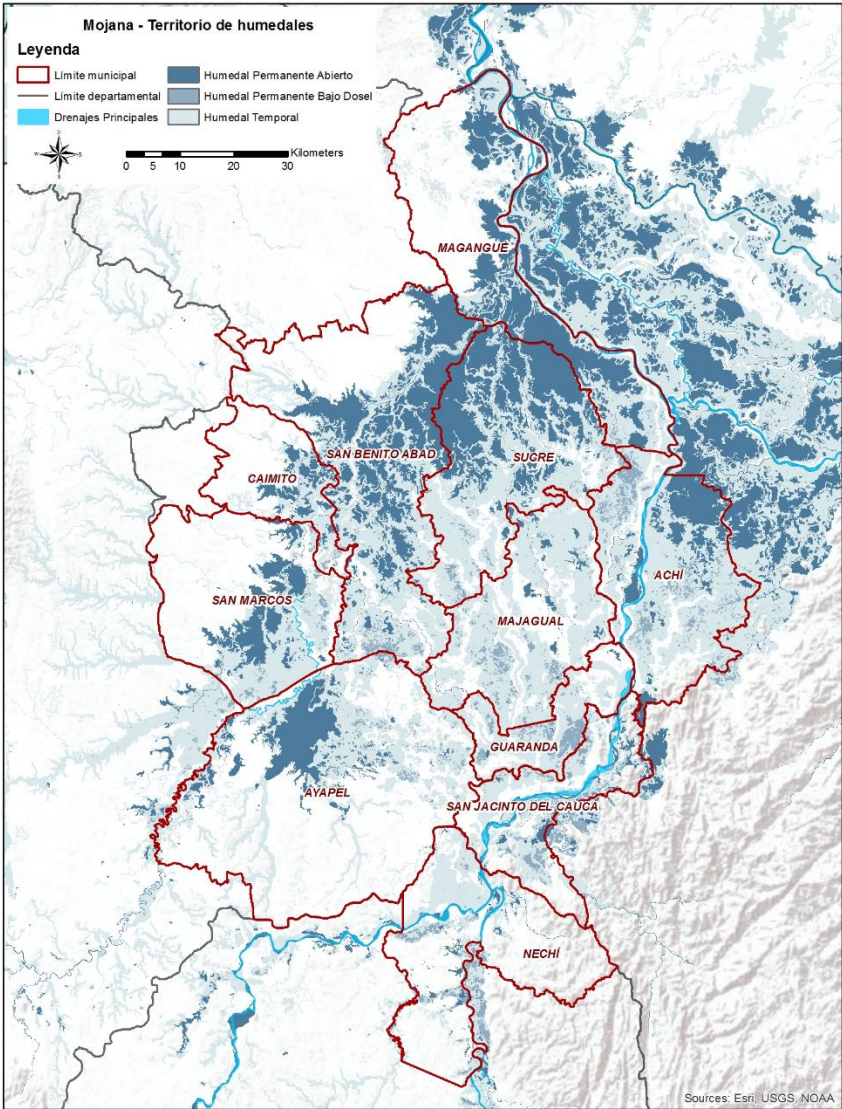 Mojana - Territorio de humedales
Leyenda
Límite municipal
Humedal Permanente Abierto
Límite departamental
Humedal Permanente Bajo Dosel
Drenajes Principales
Humedal Temporal
N
W
E
S
Kilometers
0 5 10 20 30
MAGANGUÉ
SAN BENITO ABAD
SUCRE
CAIMITO
ACHÍ
SAN MARCOS
MAJAGUAL
GUARANDA
AYAPEL
SAN JACINTO DEL CAUCA
NECHÍ
Sources: Esri, USGS, NOAA